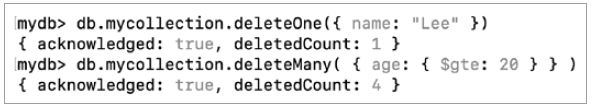 mydb> db.mycollection.deleteOne({ name: "Lee" })
{ acknowledged: true, deletedCount: 1 }
mydb> db.mycollection.deleteMany( { age: { $gte: 20 } } )
{ acknowledged: true, deletedCount: 4 }